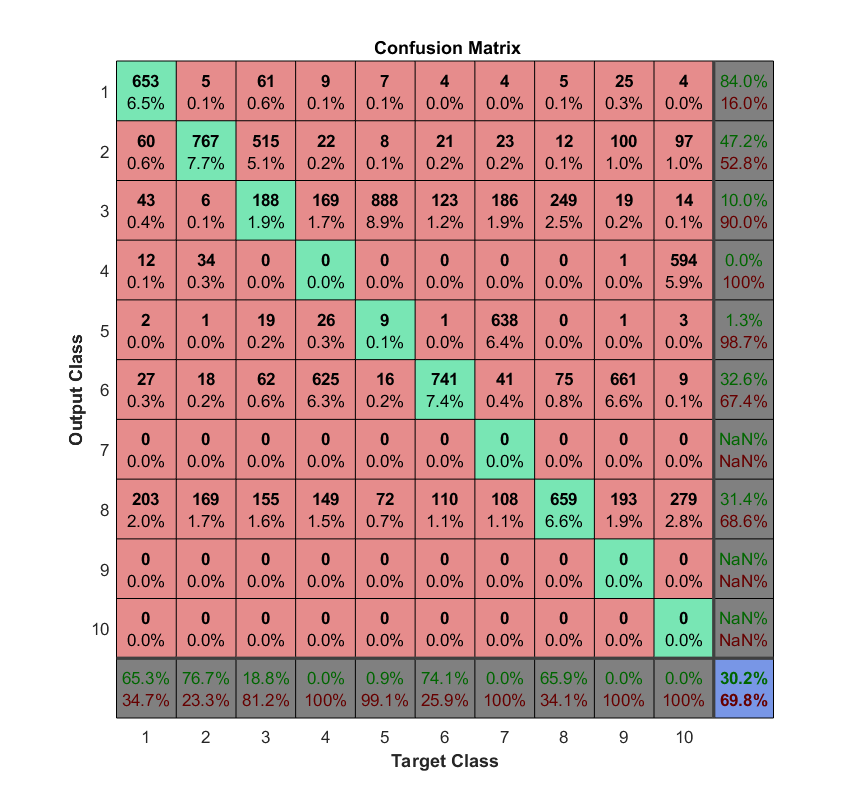 Confusion Matrix
653 5 61 9 7 4 4 5 25 4 84.0%
1
6.5% 0.1% 0.6% 0.1% 0.1% 0.0% 0.0% 0.1% 0.3% 0.0% 16.0%
60 767 515 22 8 21 23 12 100 97 47.2%
2
0.6% 7.7% 5.1% 0.2% 0.1% 0.2% 0.2% 0.1% 1.0% 1.0% 52.8%
43 6 188 169 888 123 186 249 19 14 10.0%
3
0.4% 0.1% 1.9% 1.7% 8.9% 1.2% 1.9% 2.5% 0.2% 0.1% 90.0%
12 34 0 0 0 0 0 0 1 594 0.0%
4
0.1% 0.3% 0.0% 0.0% 0.0% 0.0% 0.0% 0.0% 0.0% 5.9% 100%
2 1 19 26 9 1 638 0 1 3 1.3%
5
0.0% 0.0% 0.2% 0.3% 0.1% 0.0% 6.4% 0.0% 0.0% 0.0% 98.7%
27 18 62 625 16 741 41 75 661 9 32.6%
6
0.3% 0.2% 0.6% 6.3% 0.2% 7.4% 0.4% 0.8% 6.6% 0.1% 67.4%
0 0 0 0 0 0 0 0 0 0 NaN%
7
0.0% 0.0% 0.0% 0.0% 0.0% 0.0% 0.0% 0.0% 0.0% 0.0% NaN%
203 169 155 149 72 110 108 659 193 279 31.4%
8
2.0% 1.7% 1.6% 1.5% 0.7% 1.1% 1.1% 6.6% 1.9% 2.8% 68.6%
0 0 0 0 0 0 0 0 0 0 NaN%
9
0.0% 0.0% 0.0% 0.0% 0.0% 0.0% 0.0% 0.0% 0.0% 0.0% NaN%
0 0 0 0 0 0 0 0 0 0 NaN%
10
0.0% 0.0% 0.0% 0.0% 0.0% 0.0% 0.0% 0.0% 0.0% 0.0% NaN%
65.3% 76.7% 18.8% 0.0% 0.9% 74.1% 0.0% 65.9% 0.0% 0.0% 30.2%
34.7% 23.3% 81.2% 100% 99.1% 25.9% 100% 34.1% 100% 100% 69.8%
1 2 3 4 5 6 7 8 9 10
Target Class
Output Class